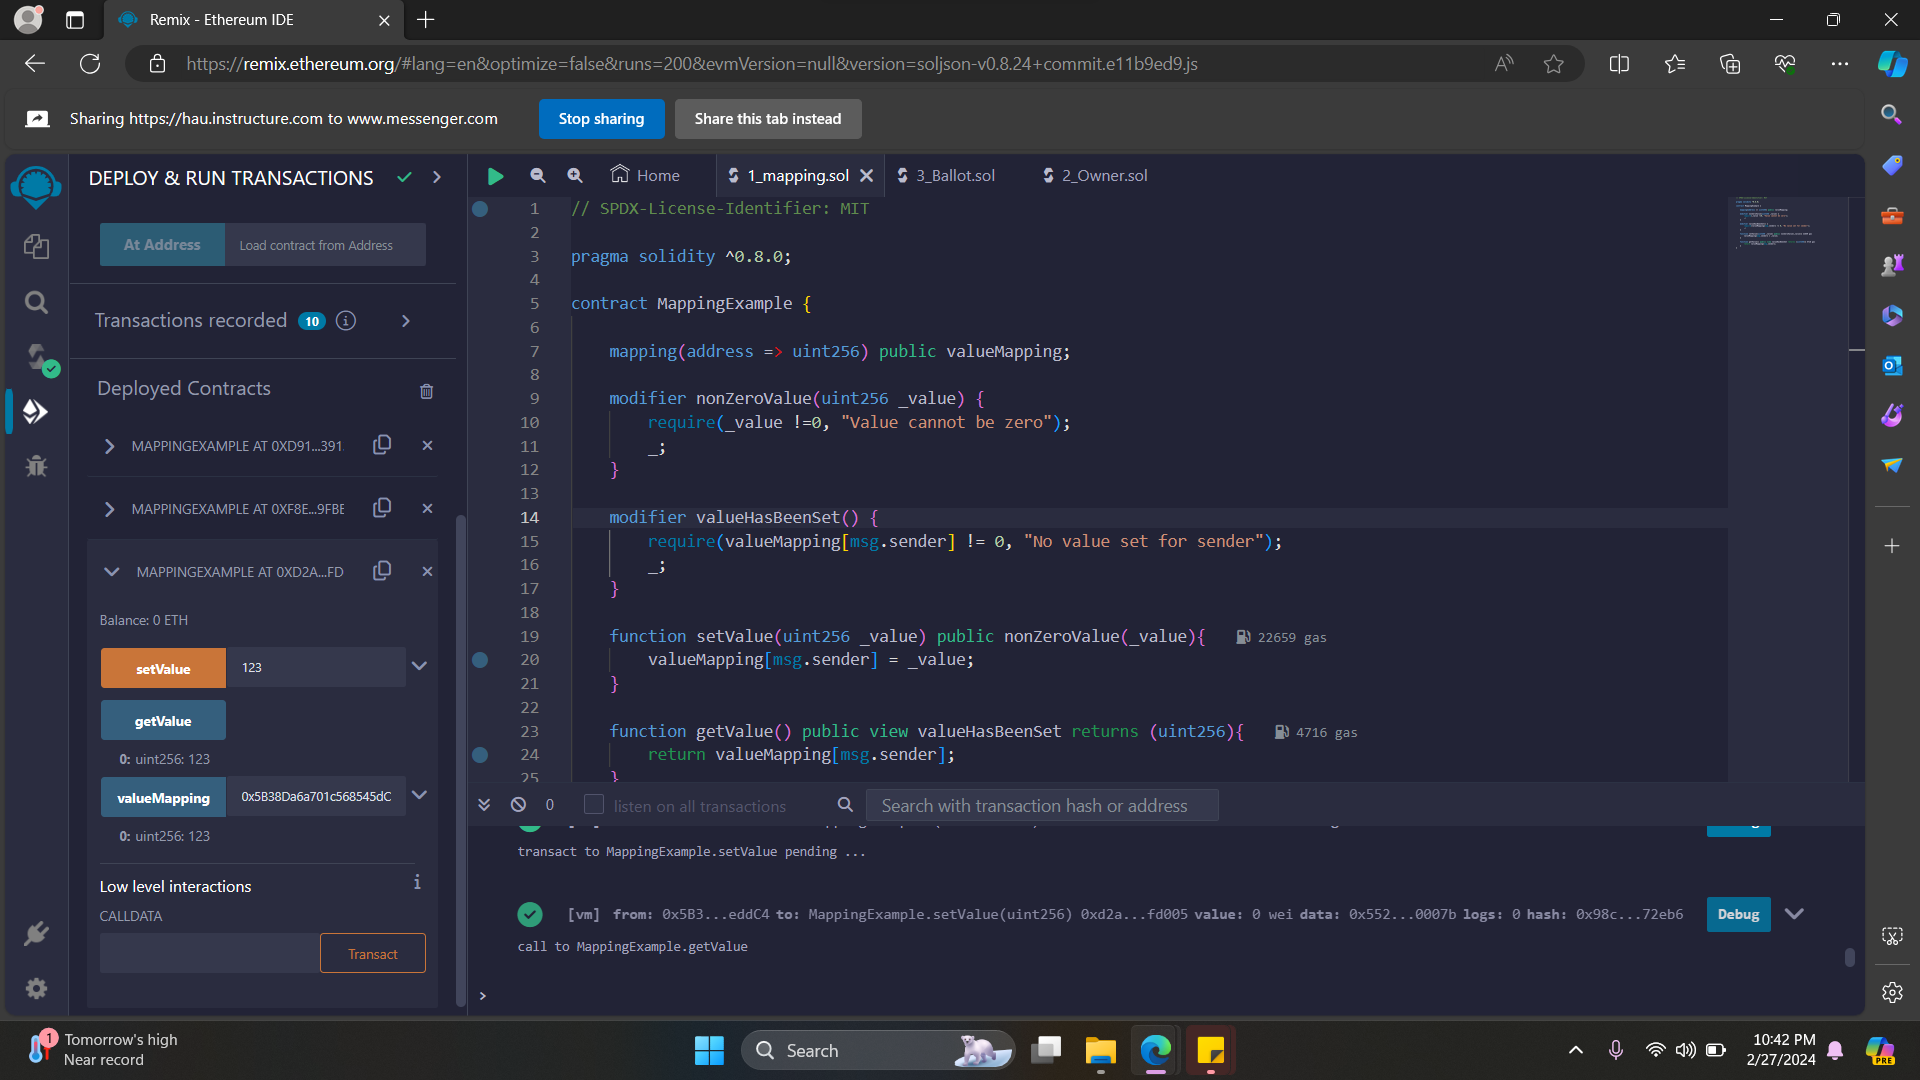 Remix - Ethereum IDE
https://remix.ethereum.org/#lang=en&optimize=false&runs=200&evmVersion=null&version=soljson-v0.8.24+commit.e11b9ed9.js
Sharing https://hau.instructure.com to www.messenger.com
Stop sharing
Share this tab instead
DEPLOY & RUN TRANSACTIONS
At Address
Load contract from Address
Transactions recorded 10
Deployed Contracts
MAPPINGEXAMPLE AT 0XD91...391
MAPPINGEXAMPLE AT 0XF8E...9FBE
MAPPINGEXAMPLE AT 0XD2A...FD
Balance: 0 ETH
setValue 123
getValue
0: uint256: 123
valueMapping 0x5B38Da6a701c568545dC
0: uint256: 123
Low level interactions
CALLDATA
Transact
Home
1_mapping.sol
3_Ballot.sol
2_Owner.sol
1 // SPDX-License-Identifier: MIT
2
3 pragma solidity ^0.8.0;
4
5 contract MappingExample {
6
7 mapping(address => uint256) public valueMapping;
8
9 modifier nonZeroValue(uint256 _value) {
10 require(_value !=0, "Value cannot be zero");
11 _;
12 }
13
14 modifier valueHasBeenSet() {
15 require(valueMapping[msg.sender] != 0, "No value set for sender");
16 _;
17 }
18
19 function setValue(uint256 _value) public nonZeroValue(_value){ 22659 gas
20 valueMapping[msg.sender] = _value;
21 }
22
23 function getValue() public view valueHasBeenSet returns (uint256){ 4716 gas
24 return valueMapping[msg.sender];
25 }
0
listen on all transactions
Search with transaction hash or address
transact to MappingExample.setValue pending ...
[vm] from: 0x5B3...eddC4 to: MappingExample.setValue(uint256) 0xd2a...fd005 value: 0 wei data: 0x552...0007b logs: 0 hash: 0x98c...72eb6
Debug
call to MappingExample.getValue
>
1
Tomorrow's high
Near record
Search
10:42 PM
2/27/2024
PRE